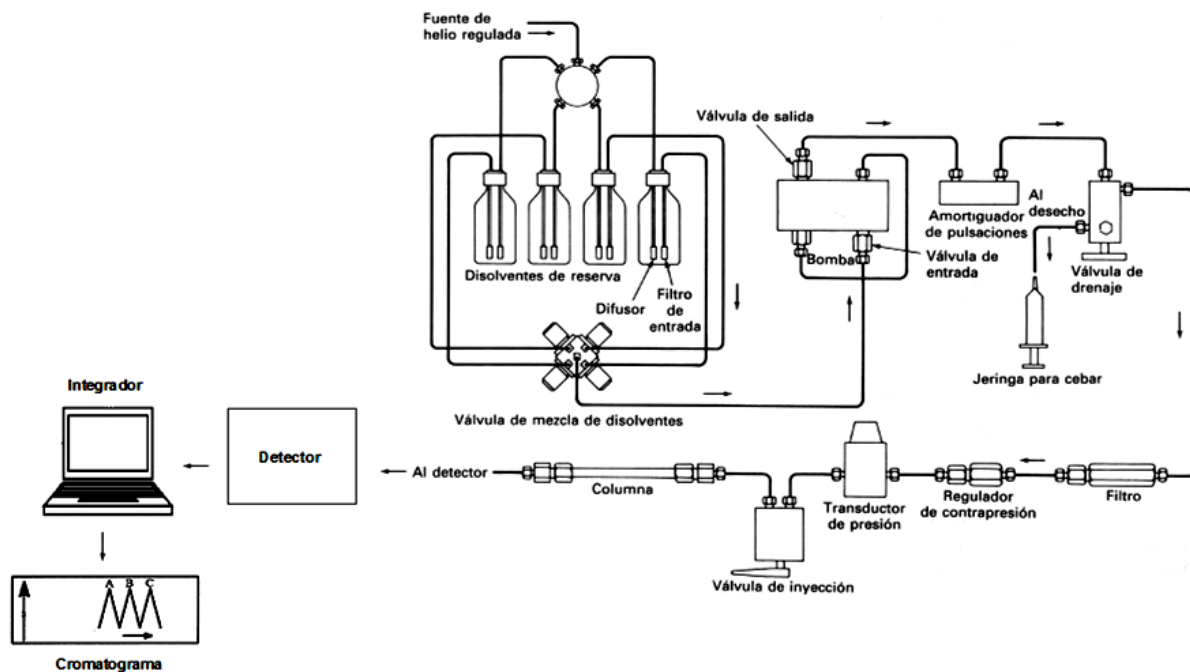 Fuente de
helio regulada
Válvula de salida
Al
desecho
Amortiguador
de pulsaciones
Bomba
Válvula de
entrada
Válvula de
drenaje
Disolventes de reserva
Difusor
Filtro
de
entrada
Jeringa para cebar
Integrador
Válvula de mezcla de disolventes
Detector
Al detector
Columna
Transductor
de presión
Regulador
de contrapresión
Filtro
Válvula de inyección
A B C
Cromatograma